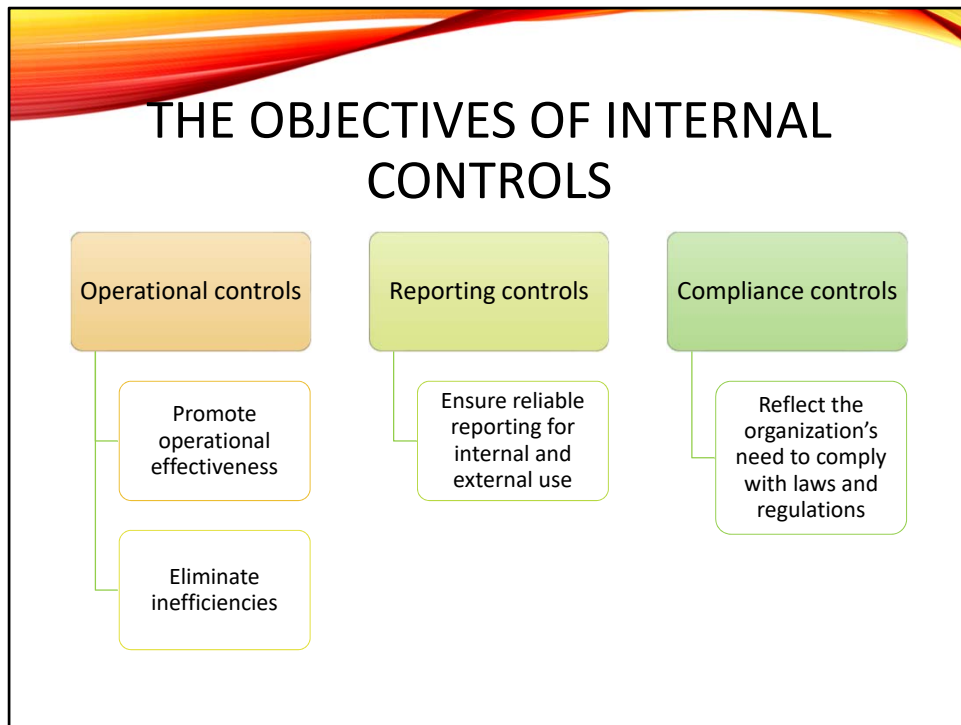 THE OBJECTIVES OF INTERNAL
CONTROLS
Operational controls
Promote
operational
effectiveness
Eliminate
inefficiencies
Reporting controls
Ensure reliable
reporting for
internal and
external use
Compliance controls
Reflect the
organization’s
need to comply
with laws and
regulations